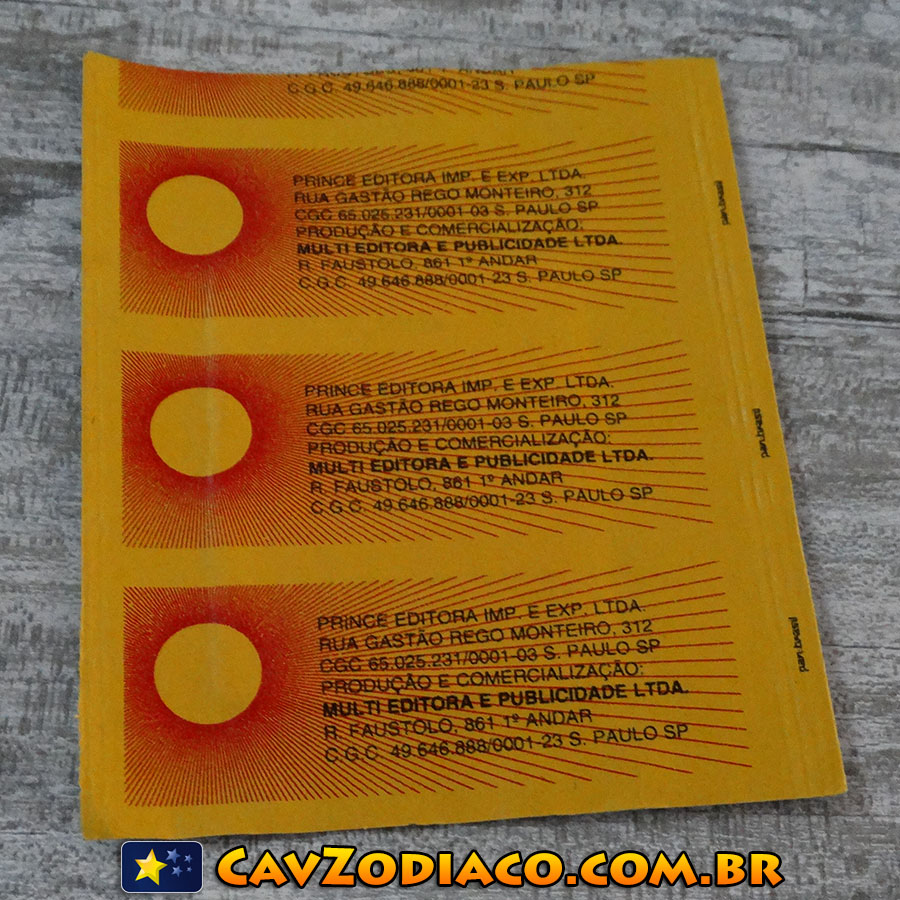 C.G.C. 49.646.888/0001-23 S. PAULO SP
PRINCE EDITORA IMP. E EXP. LTDA.
RUA GASTÃO REGO MONTEIRO, 312
CGC 65.025.231/0001-03 S. PAULO SP
PRODUÇÃO E COMERCIALIZAÇÃO:
MULTI EDITORA E PUBLICIDADE LTDA.
R. FAUSTOLO, 861 1º ANDAR
C.G.C. 49.646.888/0001-23 S. PAULO SP
pan.brasil
PRINCE EDITORA IMP. E EXP. LTDA.
RUA GASTÃO REGO MONTEIRO, 312
CGC 65.025.231/0001-03 S. PAULO SP
PRODUÇÃO E COMERCIALIZAÇÃO:
MULTI EDITORA E PUBLICIDADE LTDA.
R. FAUSTOLO, 861 1º ANDAR
C.G.C. 49.646.888/0001-23 S. PAULO SP
pan.brasil
PRINCE EDITORA IMP. E EXP. LTDA.
RUA GASTÃO REGO MONTEIRO, 312
CGC 65.025.231/0001-03 S. PAULO SP
PRODUÇÃO E COMERCIALIZAÇÃO:
MULTI EDITORA E PUBLICIDADE LTDA.
R. FAUSTOLO, 861 1º ANDAR
C.G.C. 49.646.888/0001-23 S. PAULO SP
pan.brasil
CavZodiaco.com.br